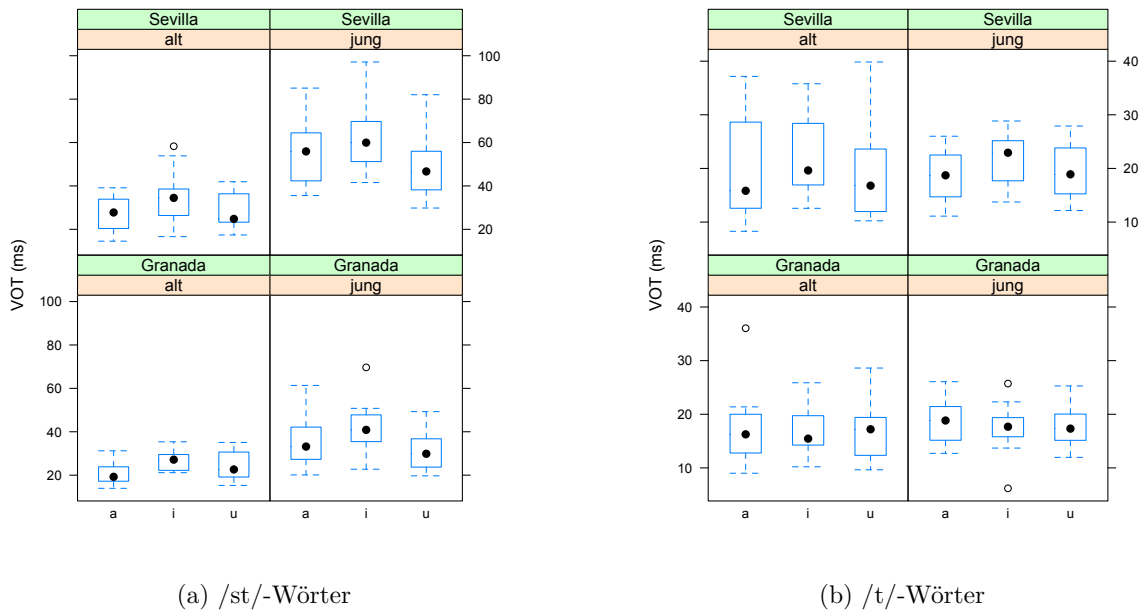 Sevilla
Sevilla
alt
jung
100
80
60
40
20
Granada
Granada
alt
jung
100
80
60
40
20
a
i
u
a
i
u
VOT (ms)
(a) /st/-Wörter
Sevilla
Sevilla
alt
jung
40
30
20
10
Granada
Granada
alt
jung
40
30
20
10
a
i
u
a
i
u
VOT (ms)
(b) /t/-Wörter